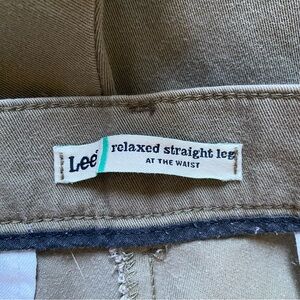 Lee
relaxed straight leg
AT THE WAIST